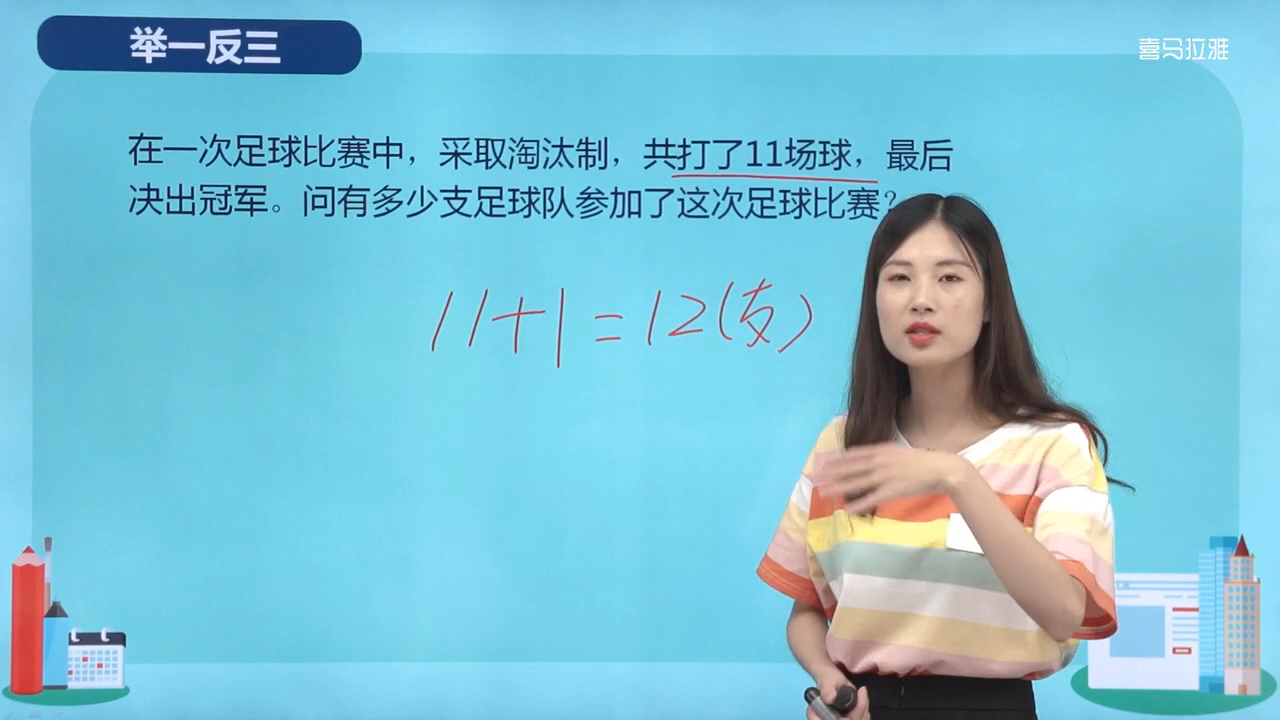 举一反三
喜马拉雅
在一次足球比赛中，采取淘汰制，共打了11场球，最后
决出冠军。问有多少支足球队参加了这次足球比赛？
11+1=12(支)